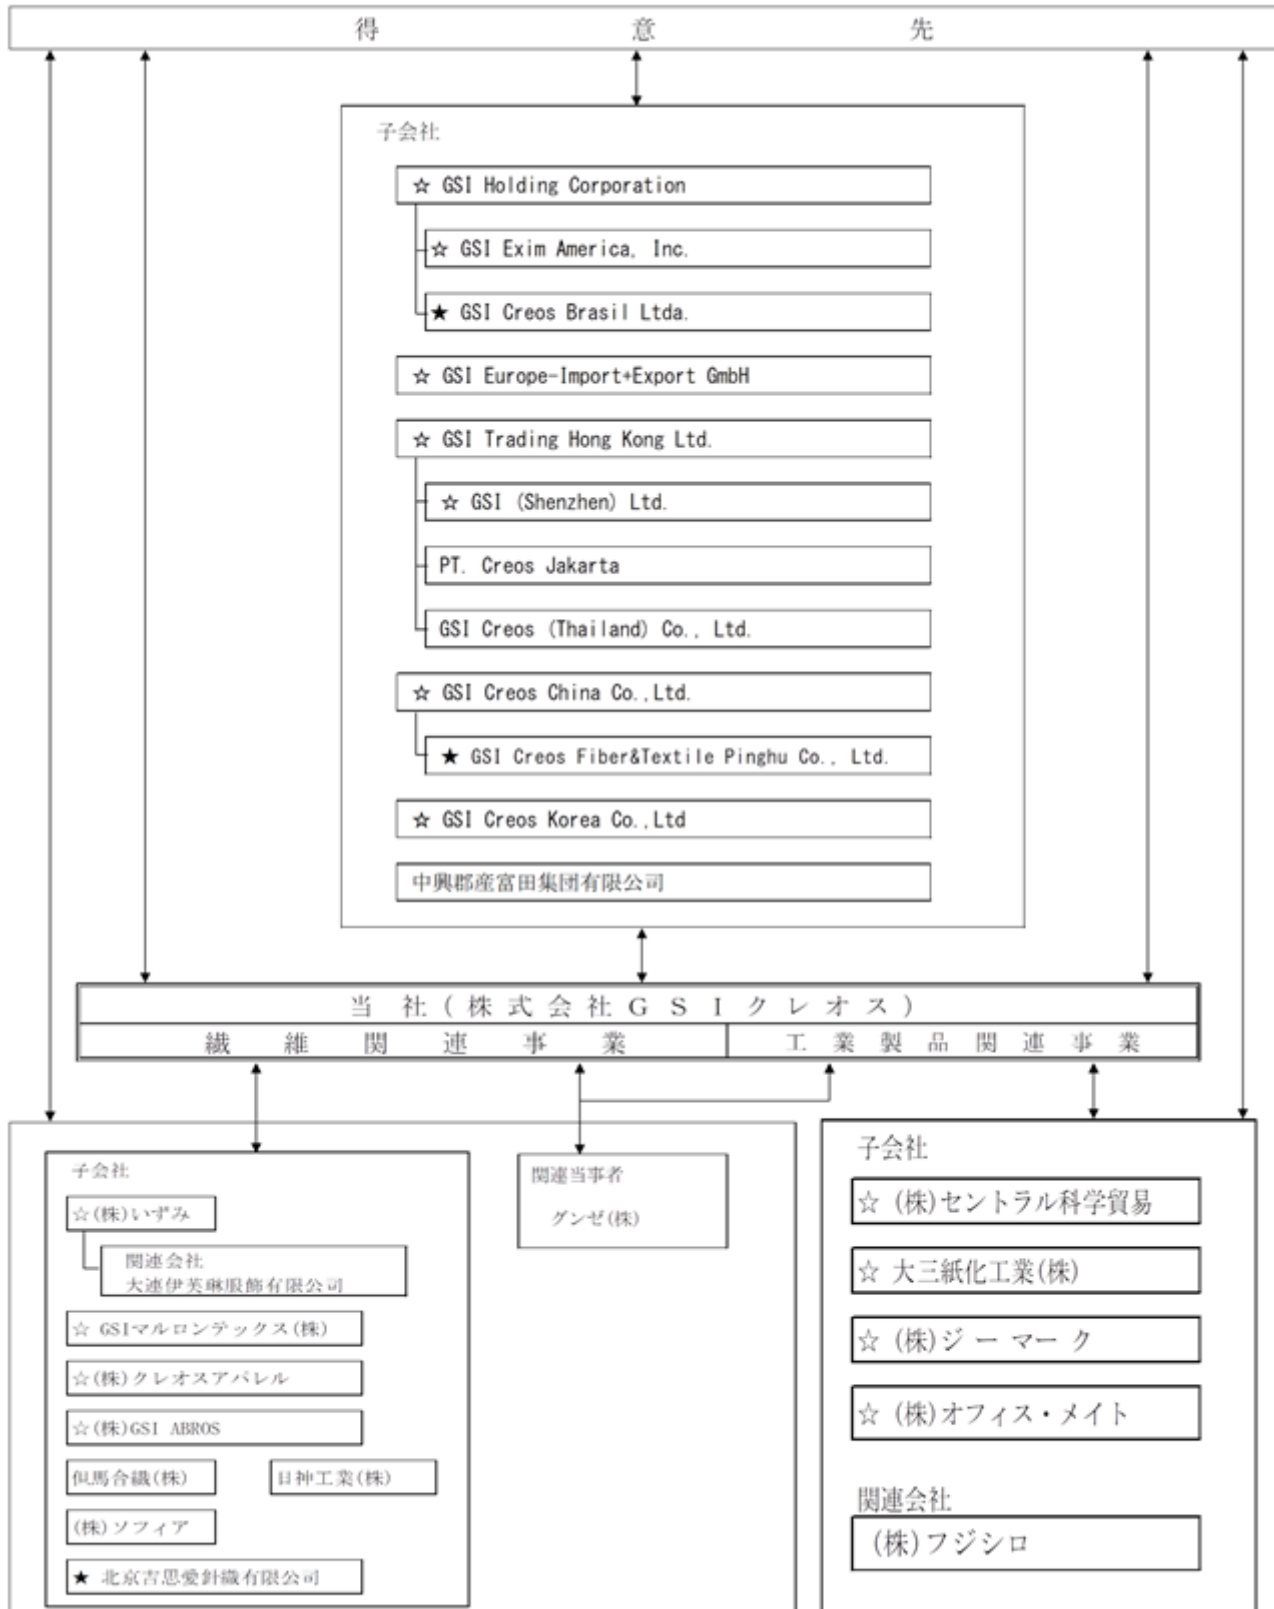 得意先
子会社
☆ GSI Holding Corporation
☆ GSI Exim America, Inc.
★ GSI Creos Brasil Ltda.
☆ GSI Europe-Import+Export GmbH
☆ GSI Trading Hong Kong Ltd.
☆ GSI (Shenzhen) Ltd.
PT. Creos Jakarta
GSI Creos (Thailand) Co., Ltd.
☆ GSI Creos China Co.,Ltd.
★ GSI Creos Fiber&Textile Pinghu Co., Ltd.
☆ GSI Creos Korea Co.,Ltd
中興郡産富田集団有限公司
当社(株式会社GSIクレオス)
繊維関連事業
工業製品関連事業
子会社
☆(株)いずみ
関連会社
大連伊芙琳服飾有限公司
☆ GSIマルロンテックス(株)
☆(株)クレオスアパレル
☆(株)GSI ABROS
但馬合繊(株)
日神工業(株)
(株)ソフィア
★ 北京吉思愛針織有限公司
関連当事者
グンゼ(株)
子会社
☆ (株)セントラル科学貿易
☆ 大三紙化工業(株)
☆ (株)ジーマーク
☆ (株)オフィス・メイト
関連会社
(株)フジシロ